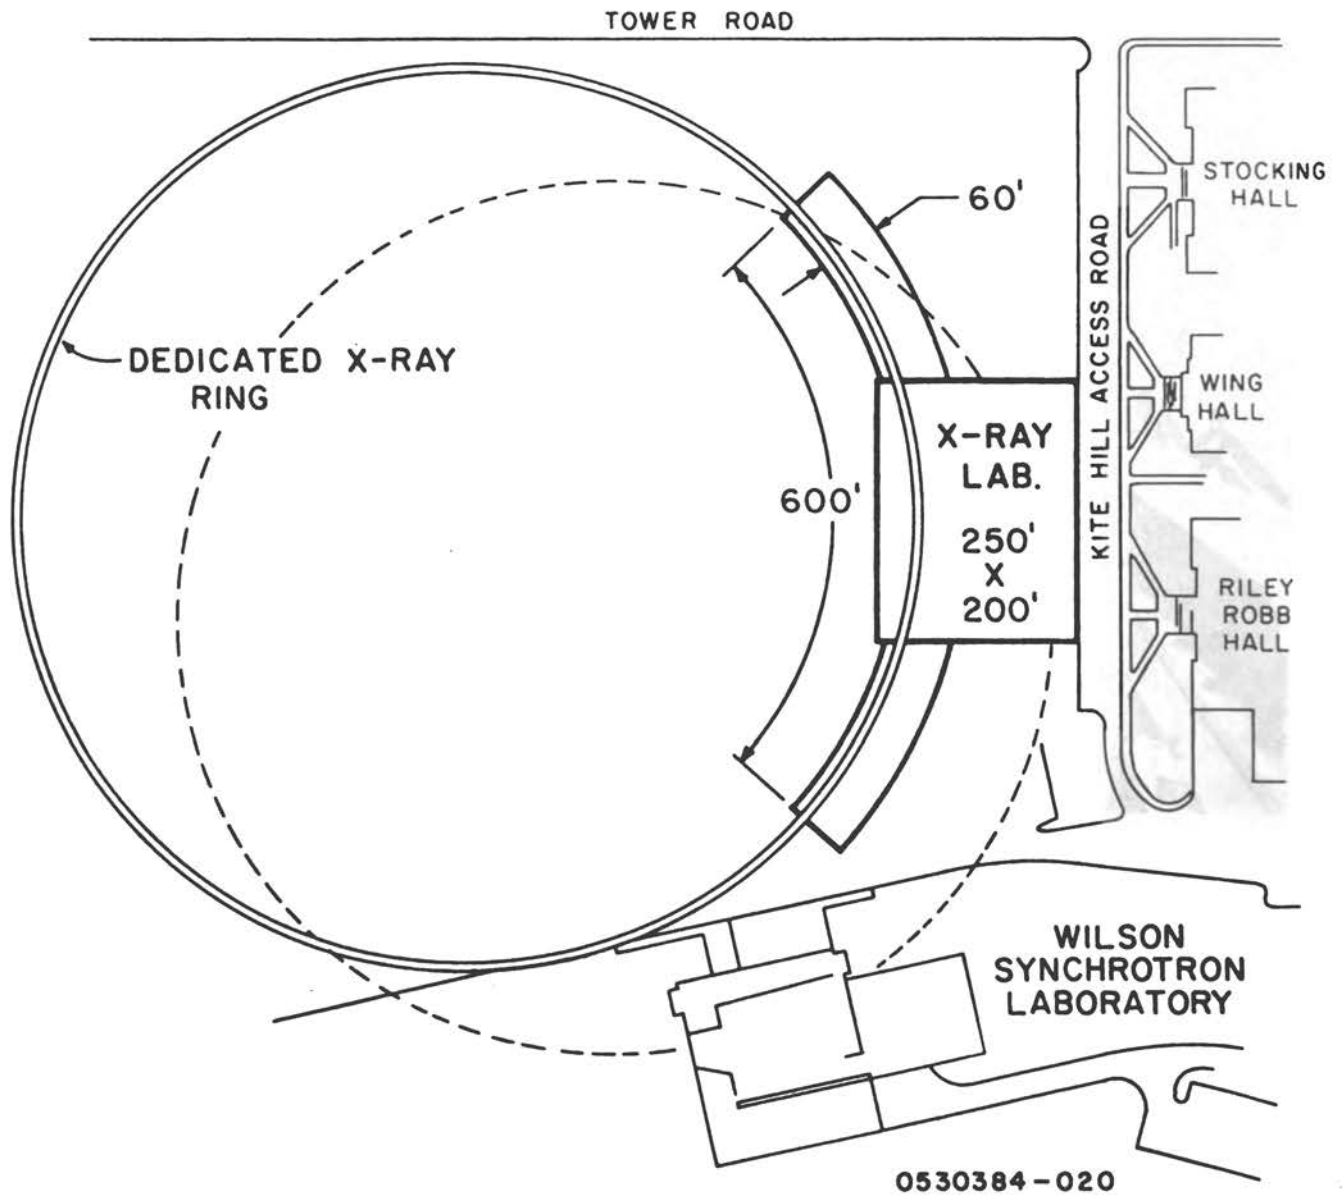 TOWER ROAD
60'
STOCKING
HALL
KITE HILL ACCESS ROAD
DEDICATED X-RAY
RING
WING
HALL
X-RAY
LAB.
250'
X
200'
600'
RILEY
ROBB
HALL
WILSON
SYNCHROTRON
LABORATORY
0530384-020